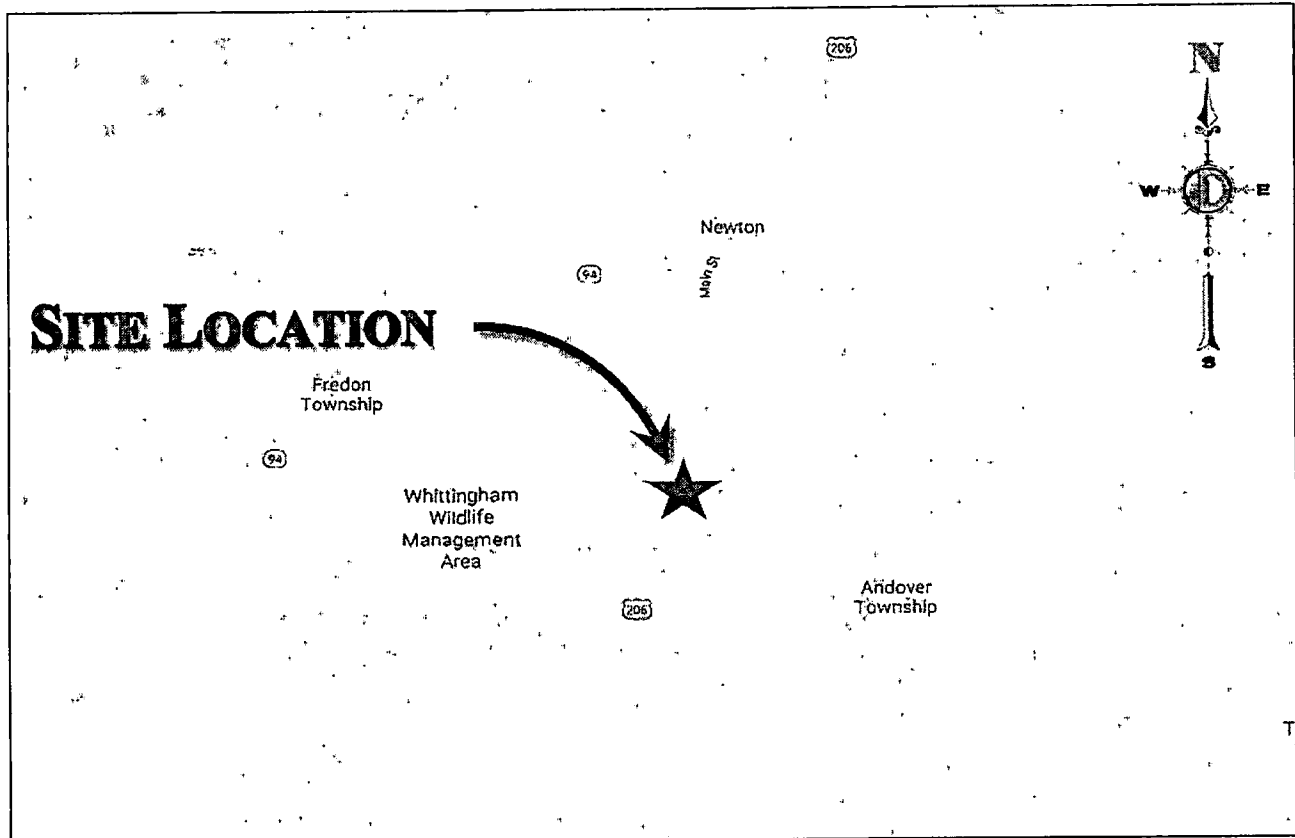 206
N
W D E
Newton
Main St
94
SITE LOCATION
S
Fredon
Township
94
Whittingham
Wildlife
Management
Area
206
Andover
Township
T